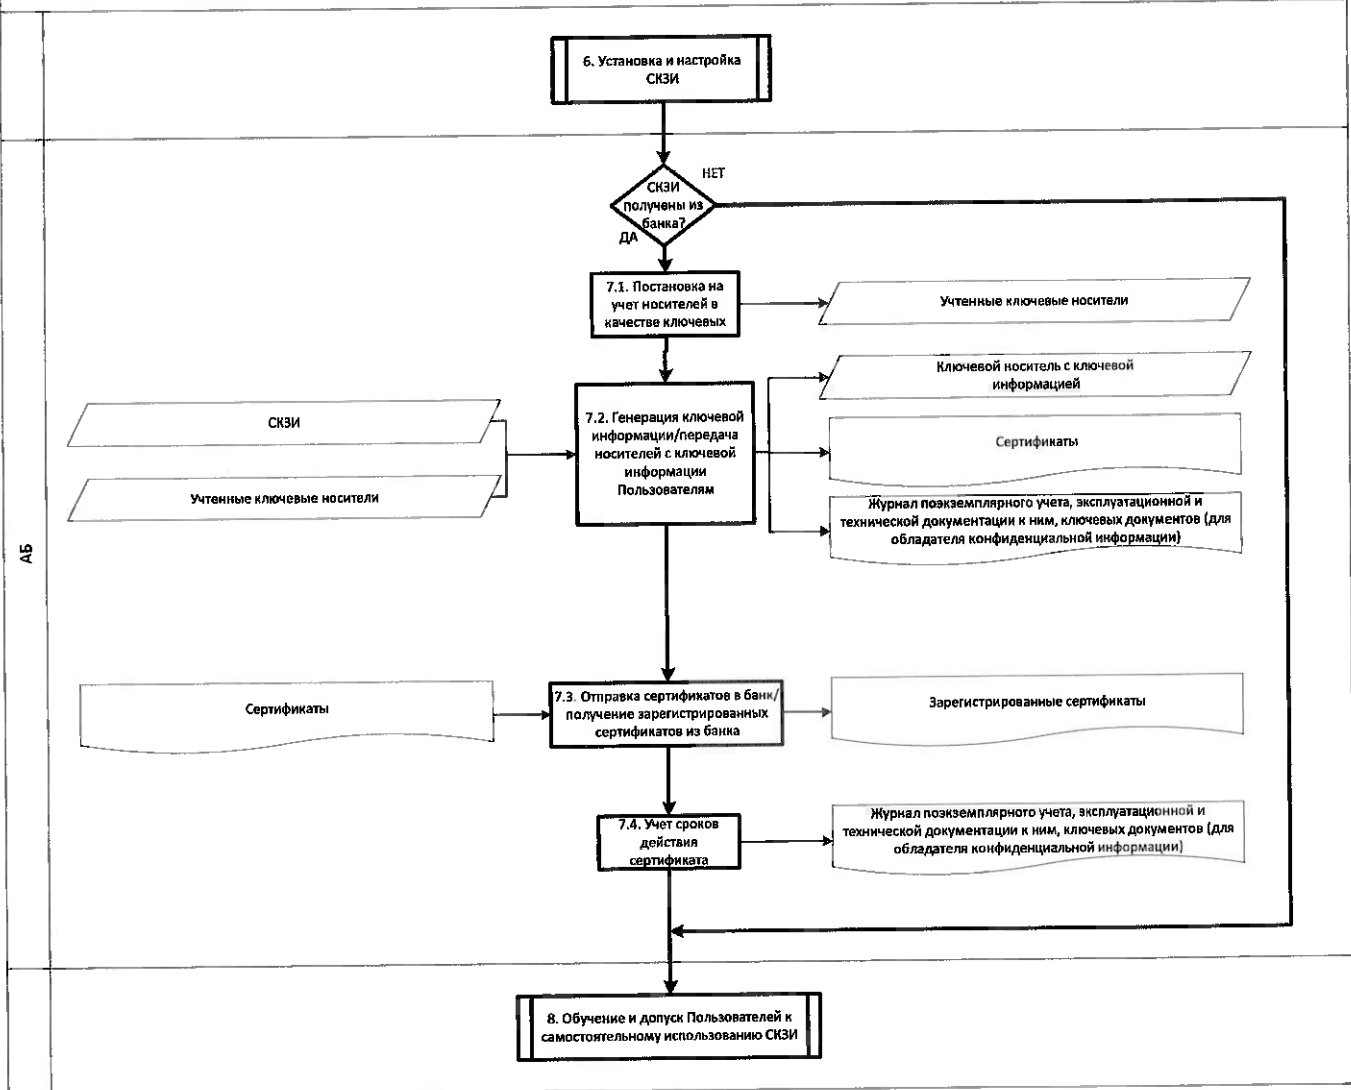 6. Установка и настройка
СКЗИ
НЕТ
СКЗИ
получены из
банка?
ДА
7.1. Постановка на
учет носителей в
качестве ключевых
Учтенные ключевые носители
Ключевой носитель с ключевой
информацией
СКЗИ
7.2. Генерация ключевой
информации/передача
носителей с ключевой
информации
Пользователям
Сертификаты
Учтенные ключевые носители
Журнал поэкземплярного учета, эксплуатационной и
технической документации к ним, ключевых документов (для
обладателя конфиденциальной информации)
АБ
Сертификаты
7.3. Отправка сертификатов в банк/
получение зарегистрированных
сертификатов из банка
Зарегистрированные сертификаты
7.4. Учет сроков
действия
сертификата
Журнал поэкземплярного учета, эксплуатационной и
технической документации к ним, ключевых документов (для
обладателя конфиденциальной информации)
8. Обучение и допуск Пользователей к
самостоятельному использованию СКЗИ